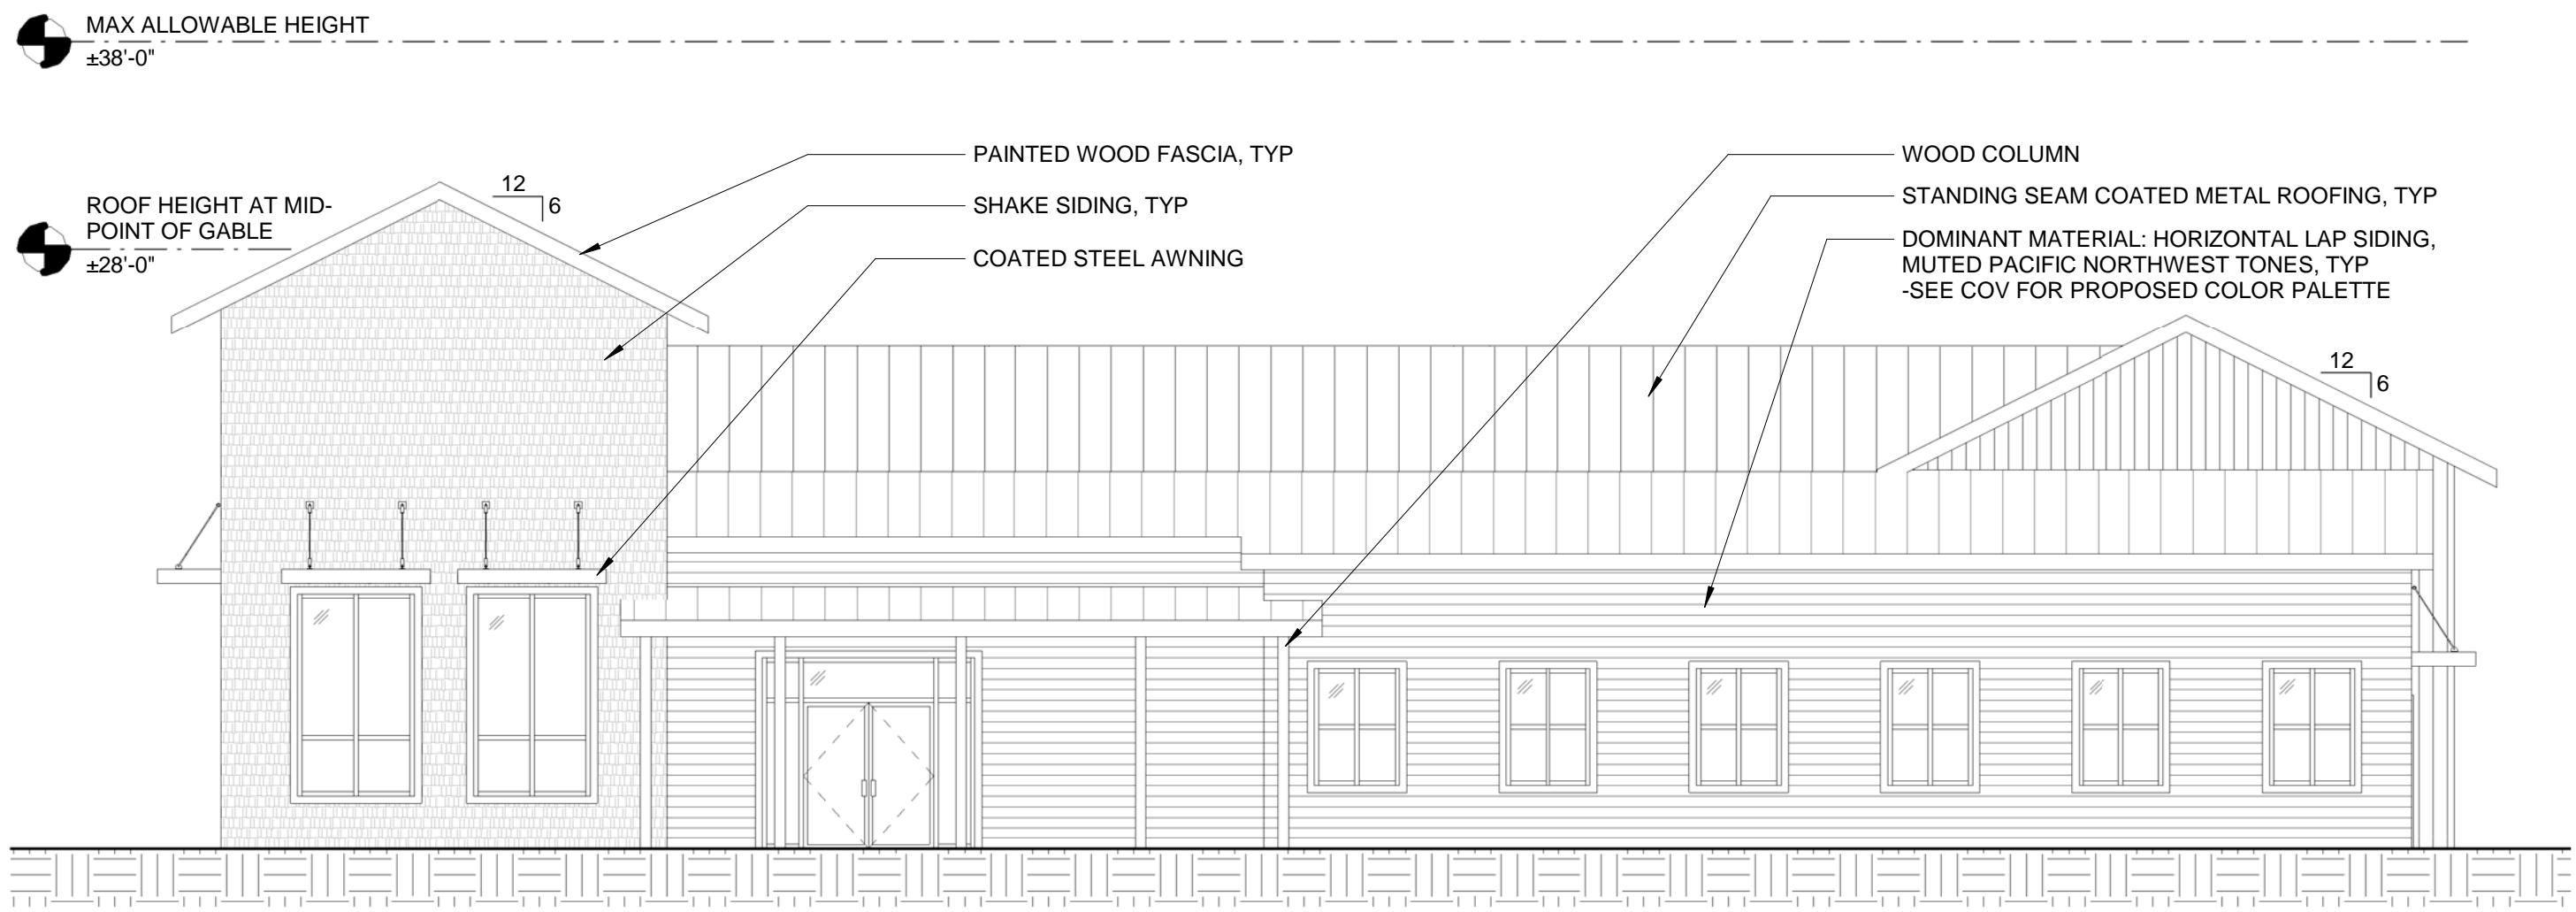 MAX ALLOWABLE HEIGHT
±38'-0"
PAINTED WOOD FASCIA, TYP
WOOD COLUMN
12
6
ROOF HEIGHT AT MID-
POINT OF GABLE
±28'-0"
SHAKE SIDING, TYP
STANDING SEAM COATED METAL ROOFING, TYP
COATED STEEL AWNING
DOMINANT MATERIAL: HORIZONTAL LAP SIDING,
MUTED PACIFIC NORTHWEST TONES, TYP
-SEE COV FOR PROPOSED COLOR PALETTE
12
6